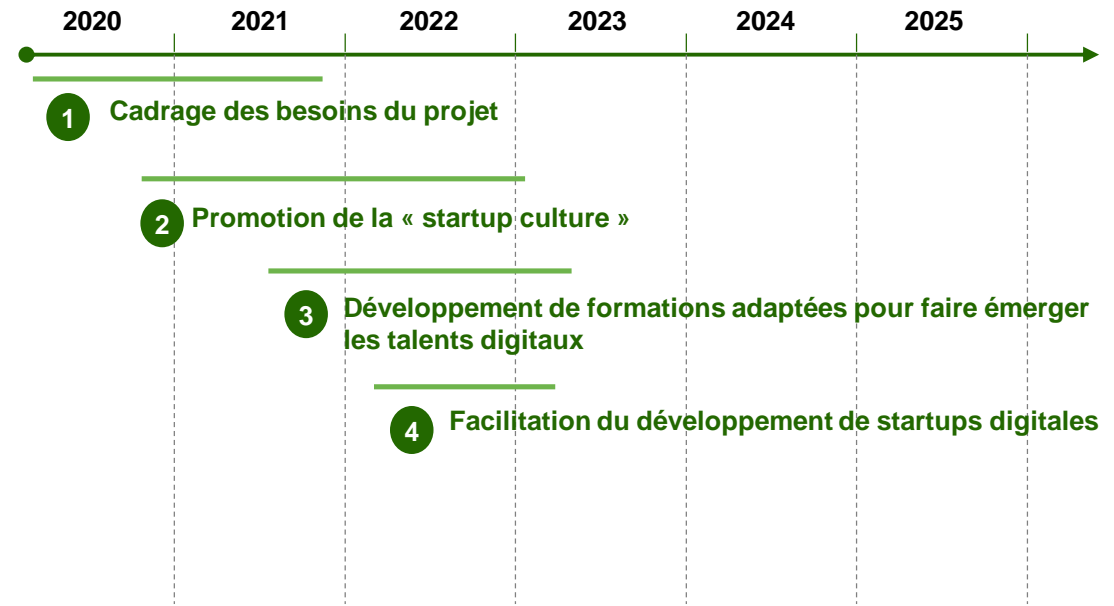 2020 2021 2022 2023 2024 2025
1 Cadrage des besoins du projet
2 Promotion de la « startup culture »
3 Développement de formations adaptées pour faire émerger
les talents digitaux
4 Facilitation du développement de startups digitales